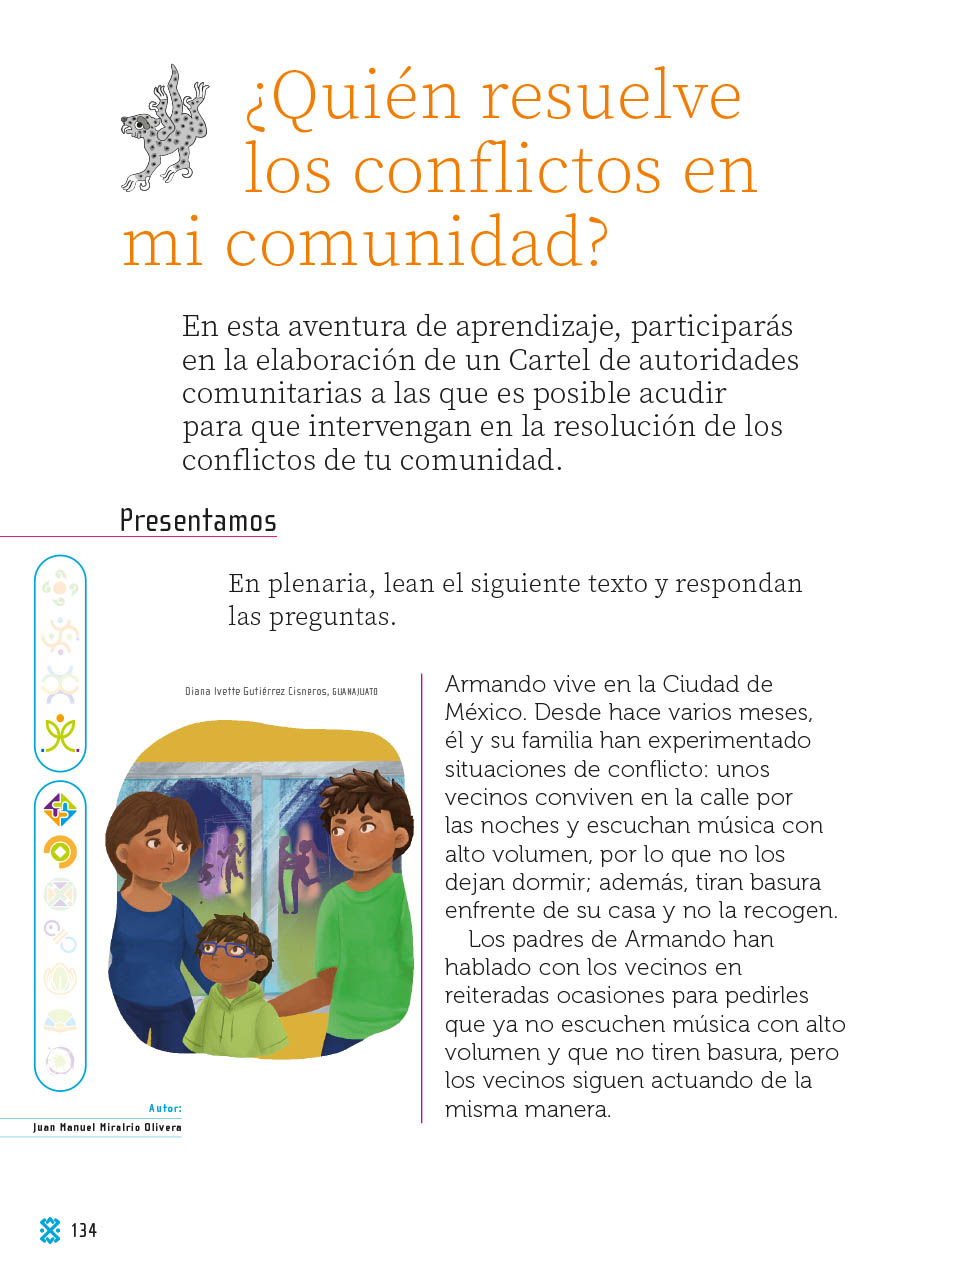 ¿Quién resuelve
los conflictos en
mi comunidad?
En esta aventura de aprendizaje, participarás
en la elaboración de un Cartel de autoridades
comunitarias a las que es posible acudir
para que intervengan en la resolución de los
conflictos de tu comunidad.
Presentamos
En plenaria, lean el siguiente texto y respondan
las preguntas.
Diana Ivette Gutiérrez Cisneros, GUANAJUATO
Armando vive en la Ciudad de
México. Desde hace varios meses,
él y su familia han experimentado
situaciones de conflicto: unos
vecinos conviven en la calle por
las noches y escuchan música con
alto volumen, por lo que no los
dejan dormir; además, tiran basura
enfrente de su casa y no la recogen.
Los padres de Armando han
hablado con los vecinos en
reiteradas ocasiones para pedirles
que ya no escuchen música con alto
volumen y que no tiren basura, pero
los vecinos siguen actuando de la
misma manera.
Autor:
Juan Manuel Miralrio Olivera
134